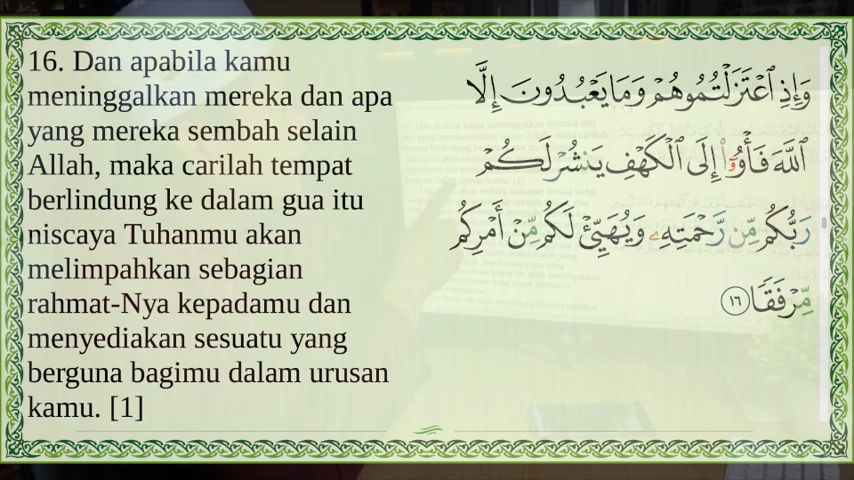 16. Dan apabila kamu
meninggalkan mereka dan apa
yang mereka sembah selain
Allah, maka carilah tempat
berlindung ke dalam gua itu
niscaya Tuhanmu akan
melimpahkan sebagian
rahmat-Nya kepadamu dan
menyediakan sesuatu yang
berguna bagimu dalam urusan
kamu. [1]
وَإِذِ ٱعْتَزَلْتُمُوهُمْ وَمَا يَعْبُدُونَ إِلَّا
ٱللَّهَ فَأْوُۥٓا۟ إِلَى ٱلْكَهْفِ يَنشُرْ لَكُمْ
رَبُّكُم مِّن رَّحْمَتِهِۦ وَيُهَيِّئْ لَكُم مِّنْ أَمْرِكُم
مِّرْفَقًا ١٦